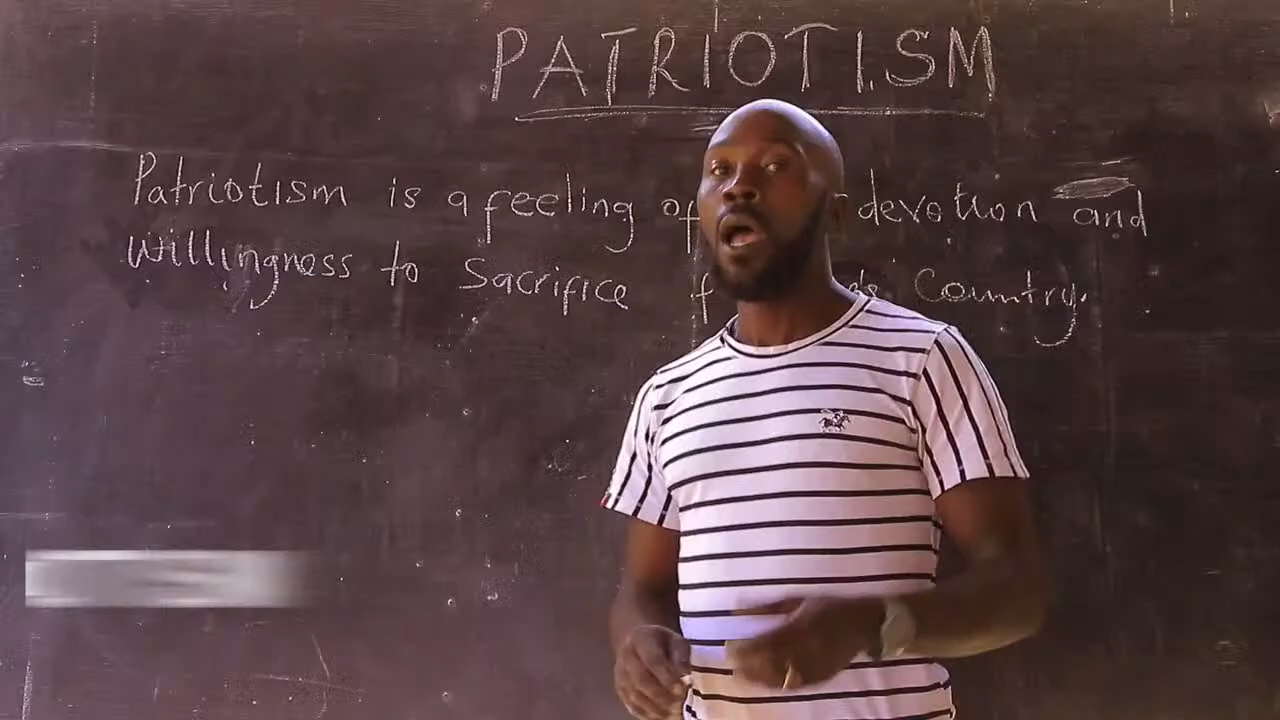 PATRIOTISM
Patriotism is a feeling of devotion and
willingness to Sacrifice Country.